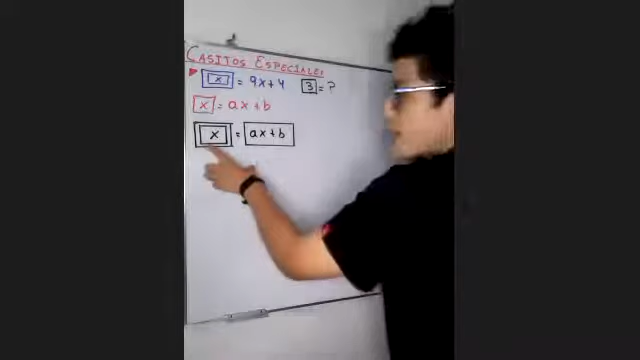 CASITOS ESPECIALES
x = 9x+4 3 = ?
x = ax+b
x = ax+b